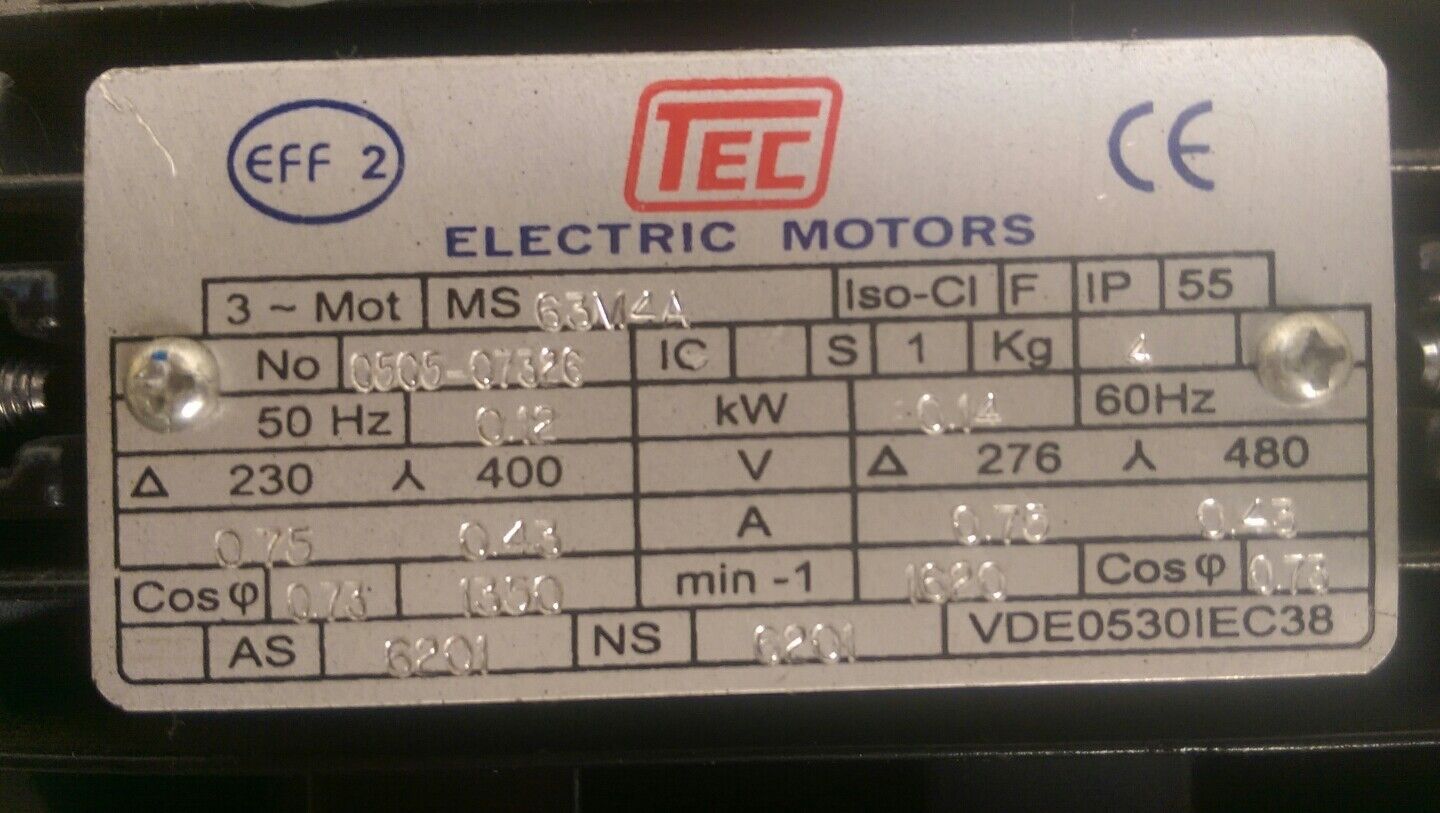 EFF 2 TEC CE
ELECTRIC MOTORS
3 ~ Mot MS 63M4A Iso-Cl F IP 55
No 0505-07326 IC S 1 Kg 4
50 Hz 0.12 kW 0.14 60Hz
Δ 230 ⅄ 400 V Δ 276 ⅄ 480
0.75 0.43 A 0.75 0.43
Cos φ 0.73 1350 min -1 1620 Cos φ 0.73
AS 6201 NS 6201 VDE0530IEC38